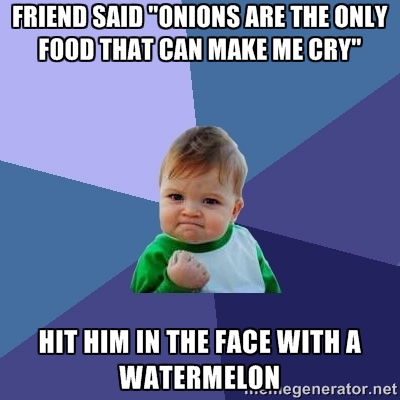 FRIEND SAID "ONIONS ARE THE ONLY
FOOD THAT CAN MAKE ME CRY"
HIT HIM IN THE FACE WITH A
WATERMELON
memegenerator.net